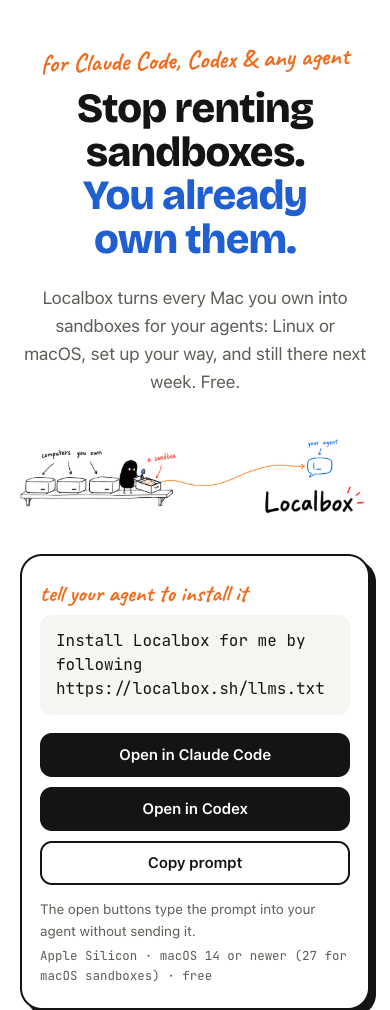 for Claude Code, Codex & any agent
Stop renting
sandboxes.
You already
own them.
Localbox turns every Mac you own into
sandboxes for your agents: Linux or
macOS, set up your way, and still there next
week. Free.
your agent
computers you own
a sandbox
Localbox
tell your agent to install it
Install Localbox for me by
following
https://localbox.sh/llms.txt
Open in Claude Code
Open in Codex
Copy prompt
The open buttons type the prompt into your
agent without sending it.
Apple Silicon · macOS 14 or newer (27 for
macOS sandboxes) · free